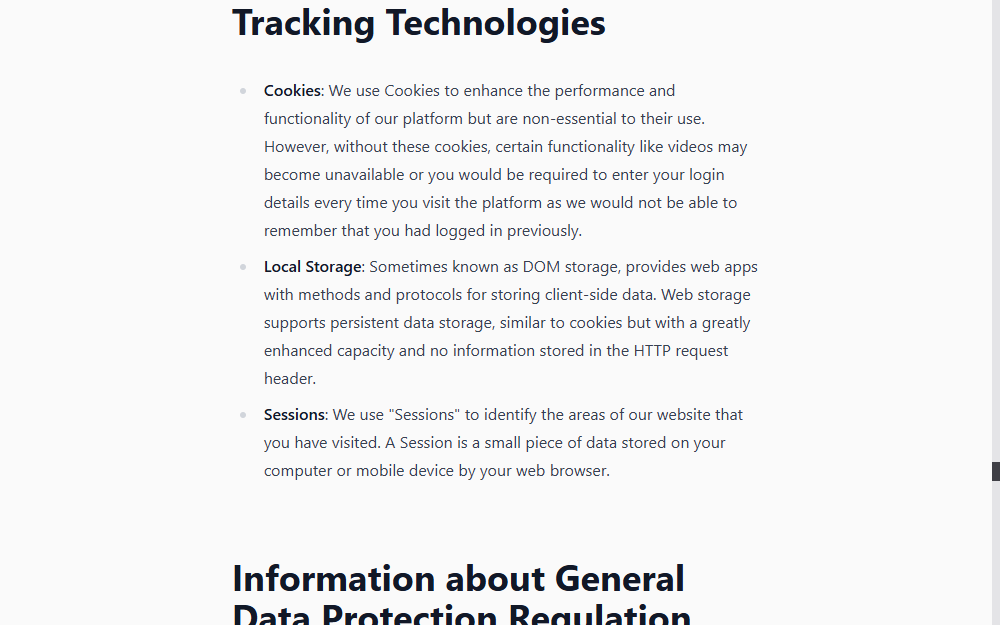 Tracking Technologies
Cookies: We use Cookies to enhance the performance and
functionality of our platform but are non-essential to their use.
However, without these cookies, certain functionality like videos may
become unavailable or you would be required to enter your login
details every time you visit the platform as we would not be able to
remember that you had logged in previously.
Local Storage: Sometimes known as DOM storage, provides web apps
with methods and protocols for storing client-side data. Web storage
supports persistent data storage, similar to cookies but with a greatly
enhanced capacity and no information stored in the HTTP request
header.
Sessions: We use "Sessions" to identify the areas of our website that
you have visited. A Session is a small piece of data stored on your
computer or mobile device by your web browser.
Information about General
Data Protection Regulation